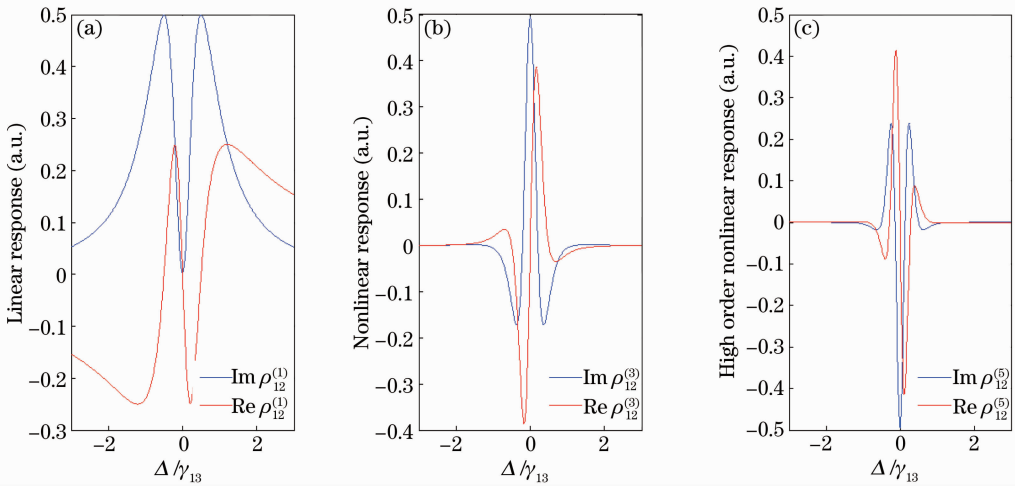 (a)
0.5
0.4
0.3
0.2
0.1
0
−0.1
−0.2
−0.3
Linear response (a.u.)
Im ρ₁₂⁽¹⁾
Re ρ₁₂⁽¹⁾
−2
0
2
Δ/γ₁₃
(b)
0.5
0.4
0.3
0.2
0.1
0
−0.1
−0.2
−0.3
−0.4
Nonlinear response (a.u.)
Im ρ₁₂⁽³⁾
Re ρ₁₂⁽³⁾
−2
0
2
Δ/γ₁₃
(c)
0.5
0.4
0.3
0.2
0.1
0
−0.1
−0.2
−0.3
−0.4
−0.5
High order nonlinear response (a.u.)
Im ρ₁₂⁽⁵⁾
Re ρ₁₂⁽⁵⁾
−2
0
2
Δ/γ₁₃